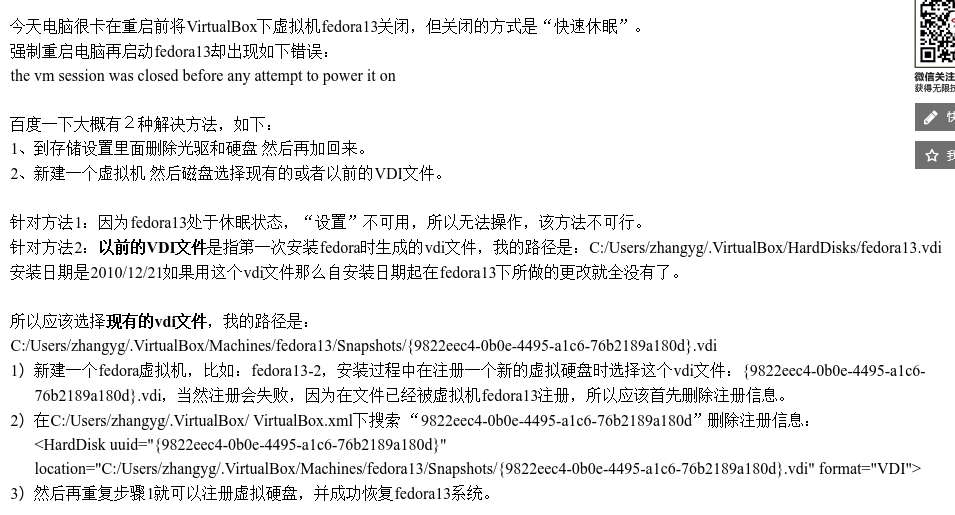 今天电脑很卡在重启前将VirtualBox下虚拟机fedora13关闭，但关闭的方式是“快速休眠”。
强制重启电脑再启动fedora13却出现如下错误：
the vm session was closed before any attempt to power it on
百度一下大概有２种解决方法，如下：
1、到存储设置里面删除光驱和硬盘 然后再加回来。
2、新建一个虚拟机 然后磁盘选择现有的或者以前的VDI文件。
针对方法1：因为fedora13处于休眠状态，“设置”不可用，所以无法操作，该方法不可行。
针对方法2：以前的VDI文件是指第一次安装fedora时生成的vdi文件，我的路径是：C:/Users/zhangyg/.VirtualBox/HardDisks/fedora13.vdi
安装日期是2010/12/21如果用这个vdi文件那么自安装日期起在fedora13下所做的更改就全没有了。
所以应该选择现有的vdi文件，我的路径是：
C:/Users/zhangyg/.VirtualBox/Machines/fedora13/Snapshots/{9822eec4-0b0e-4495-a1c6-76b2189a180d}.vdi
1）新建一个fedora虚拟机，比如：fedora13-2，安装过程中在注册一个新的虚拟硬盘时选择这个vdi文件：{9822eec4-0b0e-4495-a1c6-
76b2189a180d}.vdi，当然注册会失败，因为在文件已经被虚拟机fedora13注册，所以应该首先删除注册信息。
2）在C:/Users/zhangyg/.VirtualBox/ VirtualBox.xml下搜索 “9822eec4-0b0e-4495-a1c6-76b2189a180d”删除注册信息：
<HardDisk uuid="{9822eec4-0b0e-4495-a1c6-76b2189a180d}"
location="C:/Users/zhangyg/.VirtualBox/Machines/fedora13/Snapshots/{9822eec4-0b0e-4495-a1c6-76b2189a180d}.vdi" format="VDI">
3）然后再重复步骤1就可以注册虚拟硬盘，并成功恢复fedora13系统。
微信关注
获得无限技
快
我